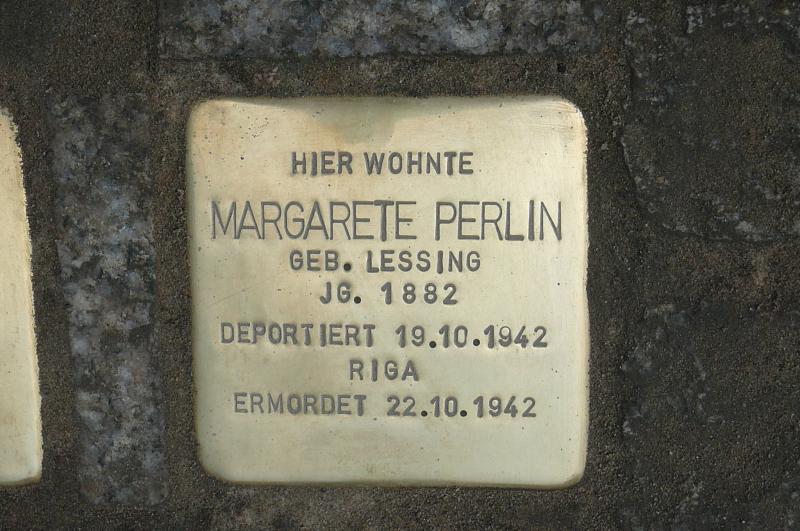 HIER WOHNTE
MARGARETE PERLIN
GEB. LESSING
JG. 1882
DEPORTIERT 19.10.1942
RIGA
ERMORDET 22.10.1942